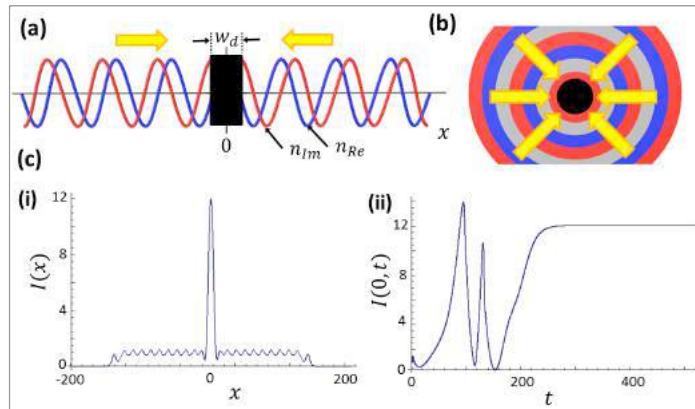 (a)
w_d
(b)
x
0
n_Im
n_Re
(c)
(i)
12
8
4
0
I(x)
-200
0
200
x
(ii)
12
8
4
0
I(0, t)
0
200
400
t